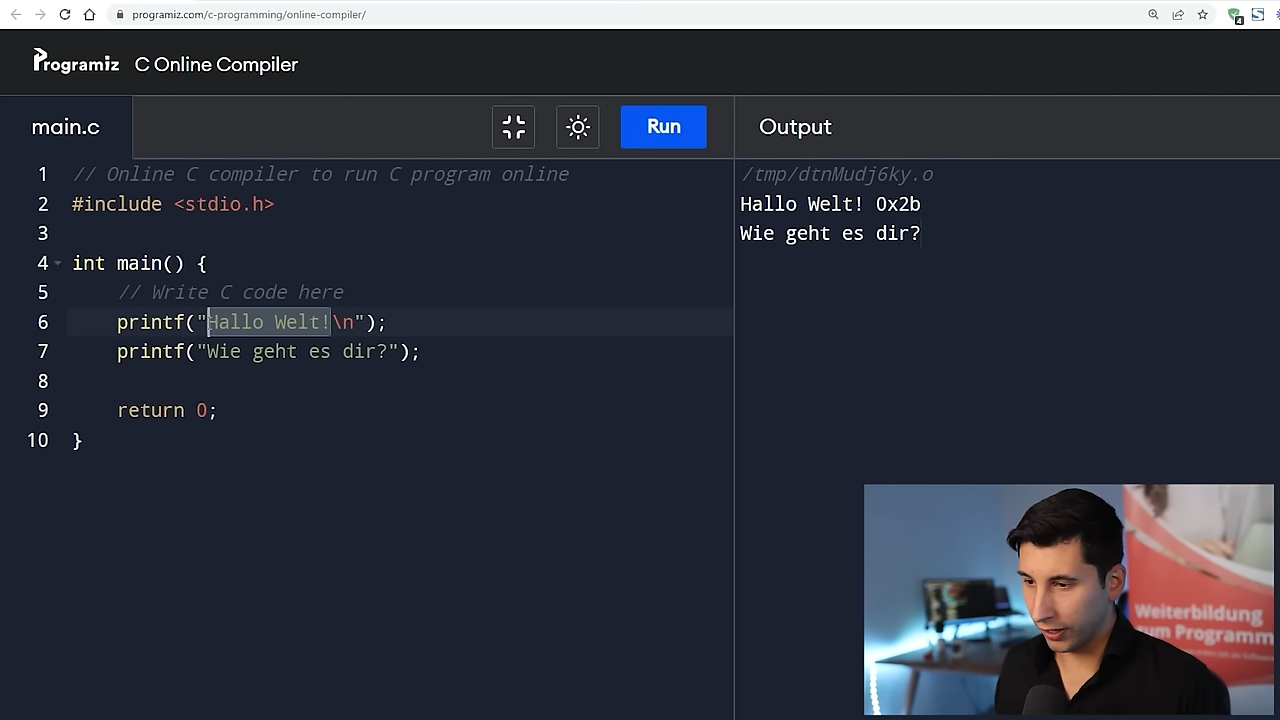 programiz.com/c-programming/online-compiler/
4
Programiz C Online Compiler
main.c
Run
Output
1 // Online C compiler to run C program online
2 #include <stdio.h>
3
4 int main() {
5 // Write C code here
6 printf("Hallo Welt!\n");
7 printf("Wie geht es dir?");
8
9 return 0;
10 }
/tmp/dtnMudj6ky.o
Hallo Welt! 0x2b
Wie geht es dir?
Weiterbildung
zum Programm